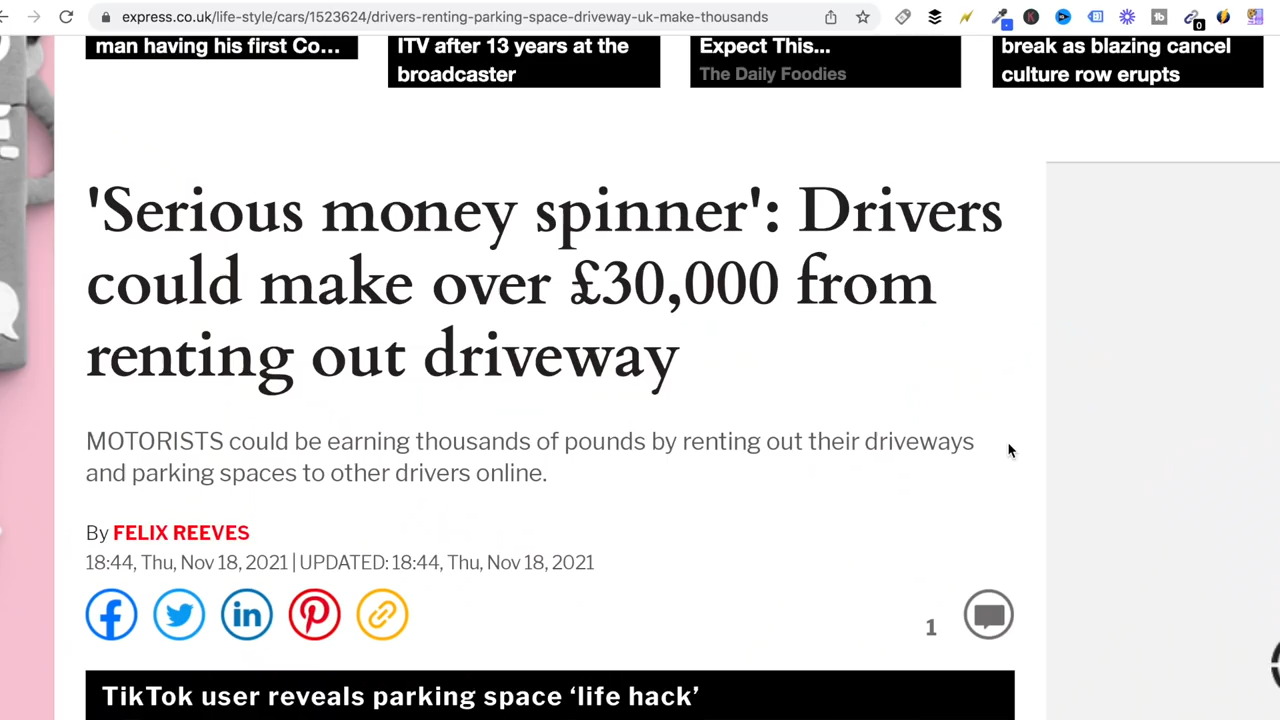 express.co.uk/life-style/cars/1523624/drivers-renting-parking-space-driveway-uk-make-thousands
man having his first Co...
ITV after 13 years at the
broadcaster
Expect This...
The Daily Foodies
break as blazing cancel
culture row erupts
'Serious money spinner': Drivers
could make over £30,000 from
renting out driveway
MOTORISTS could be earning thousands of pounds by renting out their driveways
and parking spaces to other drivers online.
By FELIX REEVES
18:44, Thu, Nov 18, 2021 | UPDATED: 18:44, Thu, Nov 18, 2021
1
TikTok user reveals parking space ‘life hack’